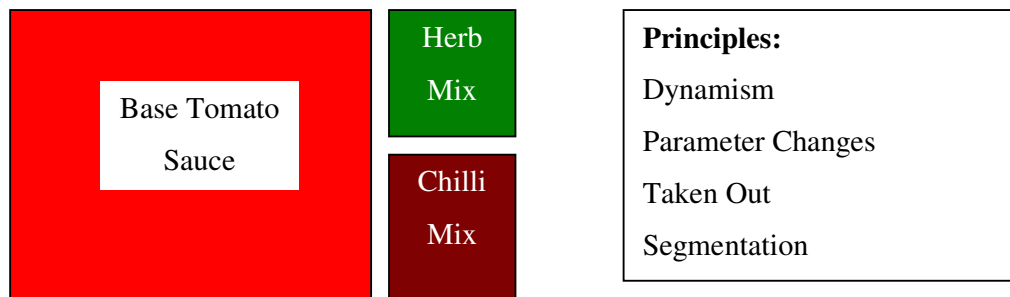 Base Tomato
Sauce
Herb
Mix
Chilli
Mix
Principles:
Dynamism
Parameter Changes
Taken Out
Segmentation